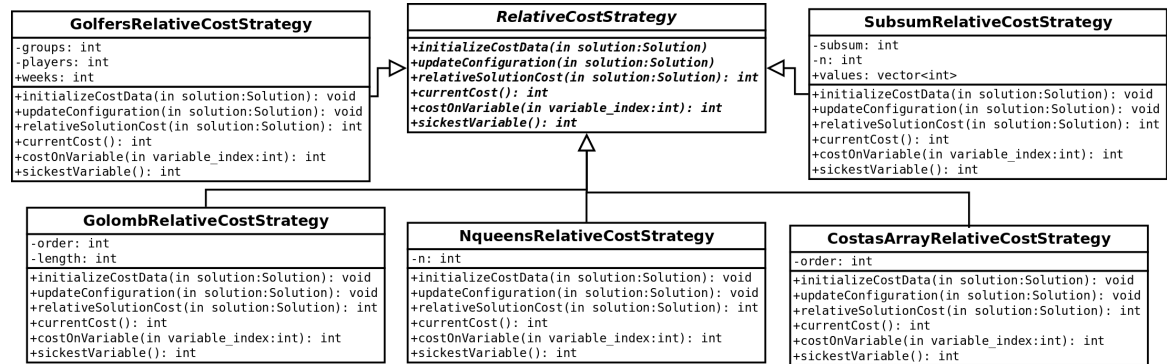 GolfersRelativeCostStrategy
-groups: int
-players: int
+weeks: int
+initializeCostData(in solution:Solution): void
+updateConfiguration(in solution:Solution): void
+relativeSolutionCost(in solution:Solution): int
+currentCost(): int
+costOnVariable(in variable_index:int): int
+sickestVariable(): int
RelativeCostStrategy
+initializeCostData(in solution:Solution)
+updateConfiguration(in solution:Solution)
+relativeSolutionCost(in solution:Solution): int
+currentCost(): int
+costOnVariable(in variable_index:int): int
+sickestVariable(): int
SubsumRelativeCostStrategy
-subsum: int
-n: int
+values: vector<int>
+initializeCostData(in solution:Solution): void
+updateConfiguration(in solution:Solution): void
+relativeSolutionCost(in solution:Solution): int
+currentCost(): int
+costOnVariable(in variable_index:int): int
+sickestVariable(): int
GolombRelativeCostStrategy
-order: int
-length: int
+initializeCostData(in solution:Solution): void
+updateConfiguration(in solution:Solution): void
+relativeSolutionCost(in solution:Solution): int
+currentCost(): int
+costOnVariable(in variable_index:int): int
+sickestVariable(): int
NqueensRelativeCostStrategy
-n: int
+initializeCostData(in solution:Solution): void
+updateConfiguration(in solution:Solution): void
+relativeSolutionCost(in solution:Solution): int
+currentCost(): int
+costOnVariable(in variable_index:int): int
+sickestVariable(): int
CostasArrayRelativeCostStrategy
-order: int
+initializeCostData(in solution:Solution): void
+updateConfiguration(in solution:Solution): void
+relativeSolutionCost(in solution:Solution): int
+currentCost(): int
+costOnVariable(in variable_index:int): int
+sickestVariable(): int